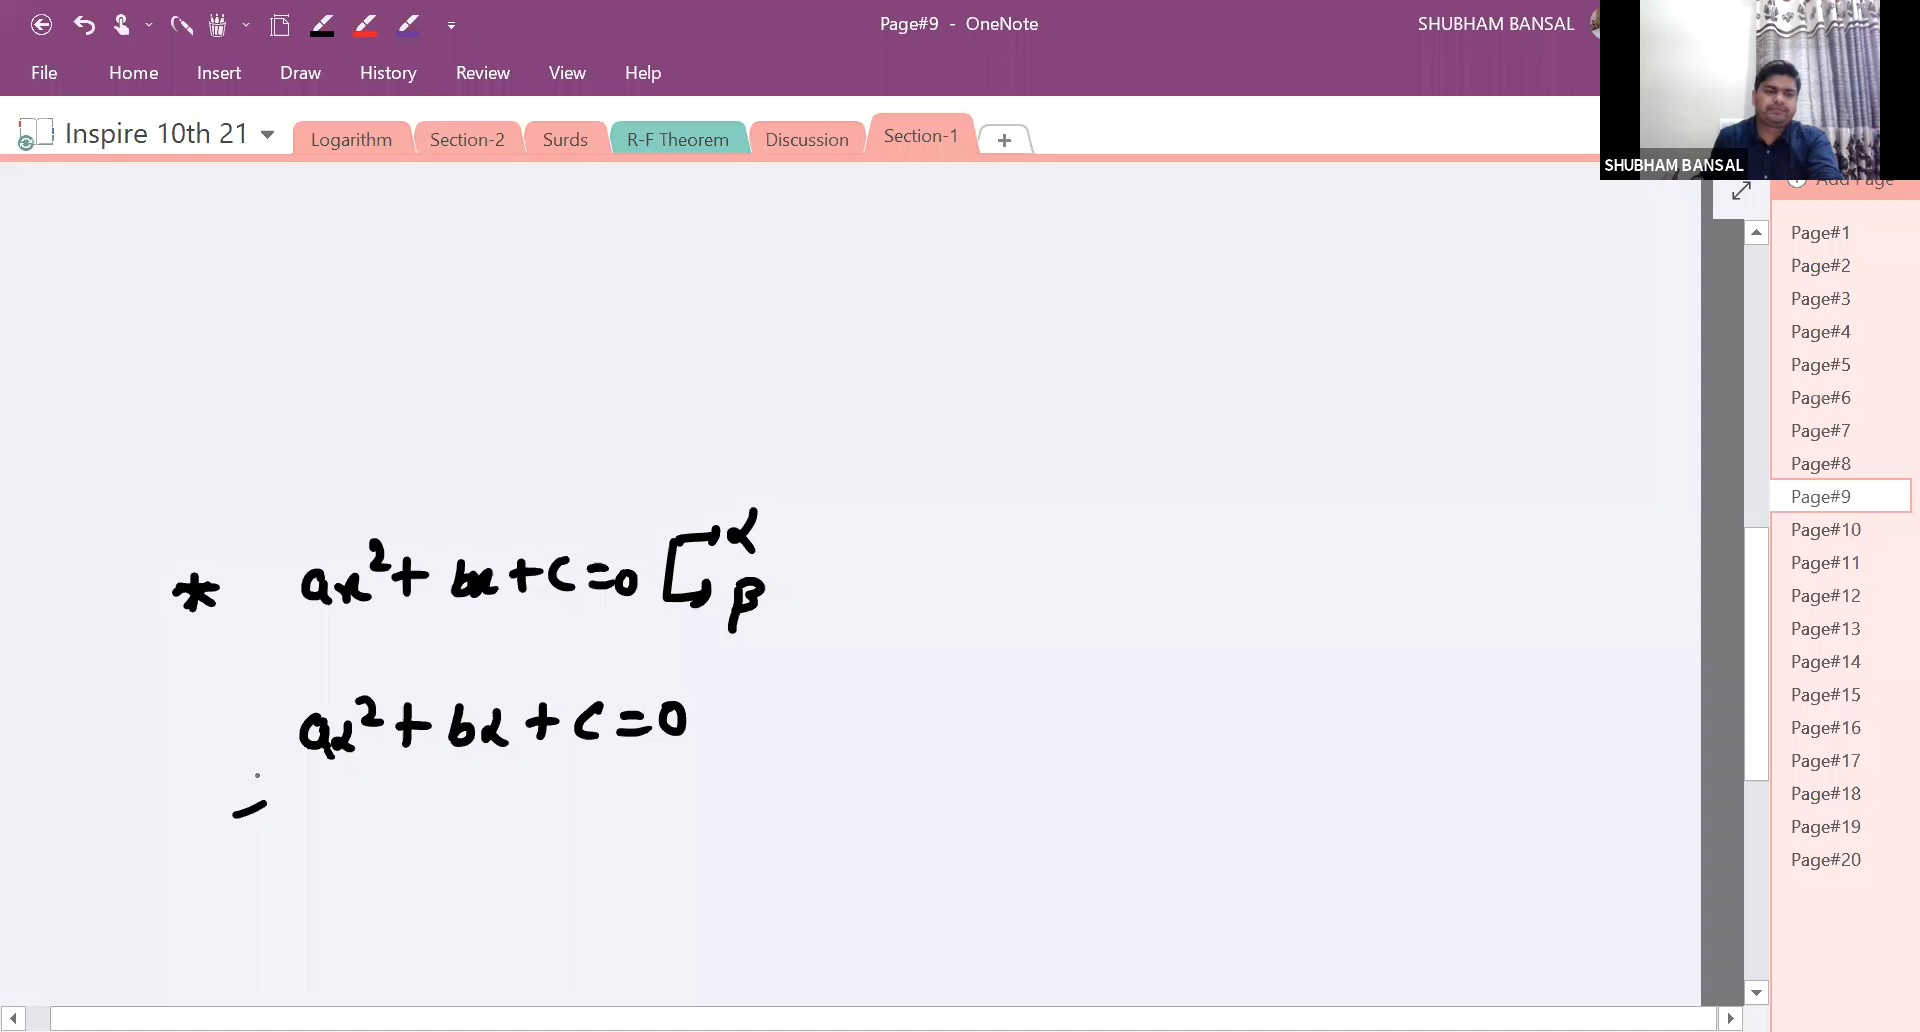 Page#9 - OneNote
SHUBHAM BANSAL
File Home Insert Draw History Review View Help
Inspire 10th 21
Logarithm Section-2 Surds R-F Theorem Discussion Section-1 +
SHUBHAM BANSAL
Add Page
Page#1
Page#2
Page#3
Page#4
Page#5
Page#6
Page#7
Page#8
Page#9
Page#10
Page#11
Page#12
Page#13
Page#14
Page#15
Page#16
Page#17
Page#18
Page#19
Page#20
* ax² + bx + c = 0 α
β
aα² + bα + c = 0